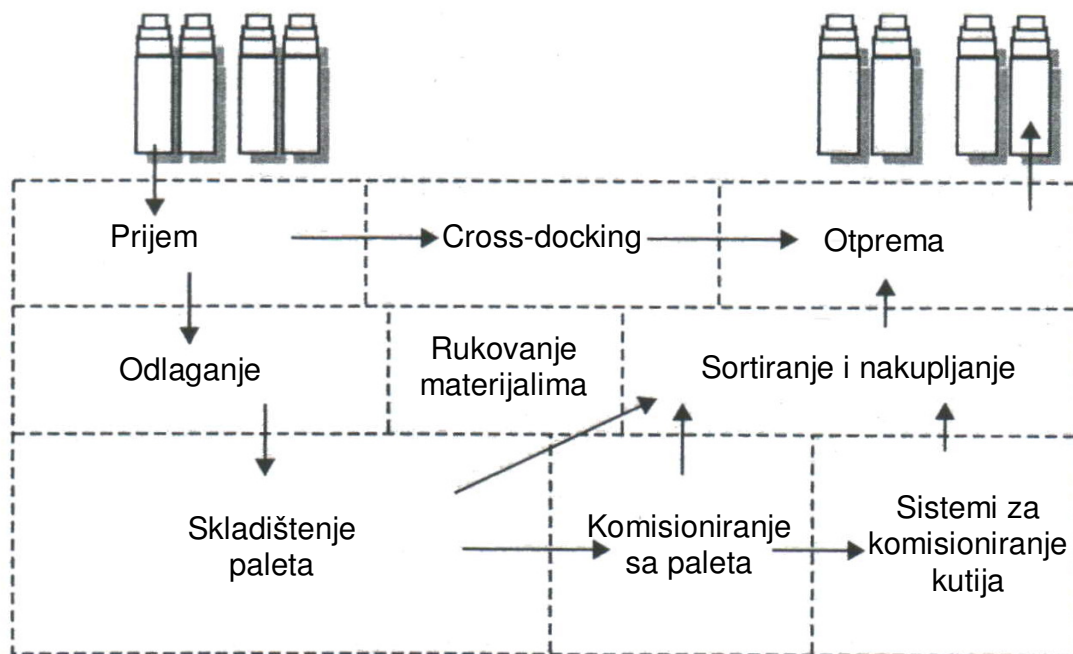 Prijem
Cross-docking
Otprema
Odlaganje
Rukovanje
materijalima
Sortiranje i nakupljanje
Skladištenje
paleta
Komisioniranje
sa paleta
Sistemi za
komisioniranje
kutija